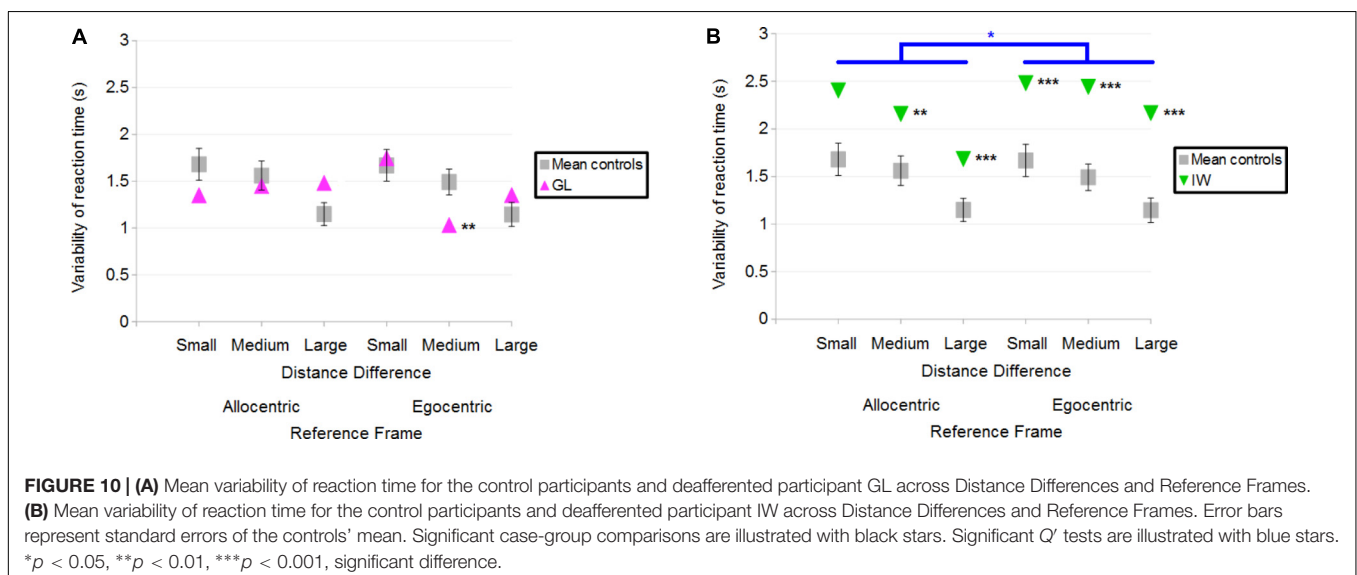 A
3
2.5
2
1.5
1
0.5
0
Variability of reaction time (s)
**
Mean controls
GL
Small Medium Large Small Medium Large
Distance Difference
Allocentric Egocentric
Reference Frame
B
3
2.5
2
1.5
1
0.5
0
Variability of reaction time (s)
*
**
***
***
***
***
Mean controls
IW
Small Medium Large Small Medium Large
Distance Difference
Allocentric Egocentric
Reference Frame
FIGURE 10 | (A) Mean variability of reaction time for the control participants and deafferented participant GL across Distance Differences and Reference Frames.
(B) Mean variability of reaction time for the control participants and deafferented participant IW across Distance Differences and Reference Frames. Error bars
represent standard errors of the controls' mean. Significant case-group comparisons are illustrated with black stars. Significant Q′ tests are illustrated with blue stars.
*p < 0.05, **p < 0.01, ***p < 0.001, significant difference.